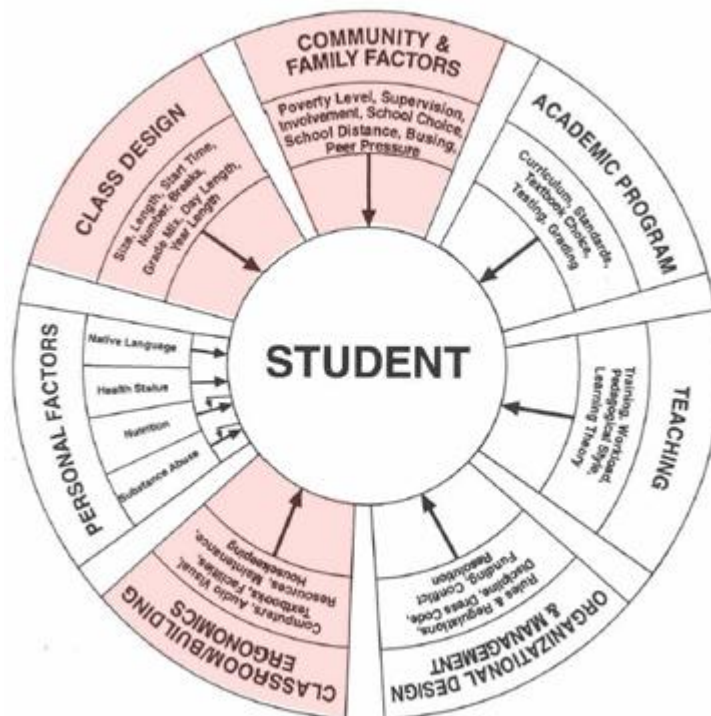 COMMUNITY &
FAMILY FACTORS
Poverty Level, Supervision,
Involvement, School Choice,
School Distance, Busing,
Peer Pressure
ACADEMIC PROGRAM
Curriculum, Standards,
Textbook Choice,
Testing, Grading
TEACHING
Training, Workload,
Pedagogical Style,
Learning Theory
ORGANIZATIONAL DESIGN
& MANAGEMENT
Rules & Regulations,
Discipline, Dress Code,
Funding, Conflict
Resolution
CLASSROOM/BUILDING
ERGONOMICS
Computers, Audio Visual,
Textbooks, Facilities,
Resources, Maintenance,
Housekeeping
PERSONAL FACTORS
Native Language
Health Status
Nutrition
Substance Abuse
CLASS DESIGN
Size, Length, Start Time,
Number, Breaks,
Grade Mix, Day Length,
Year Length
STUDENT